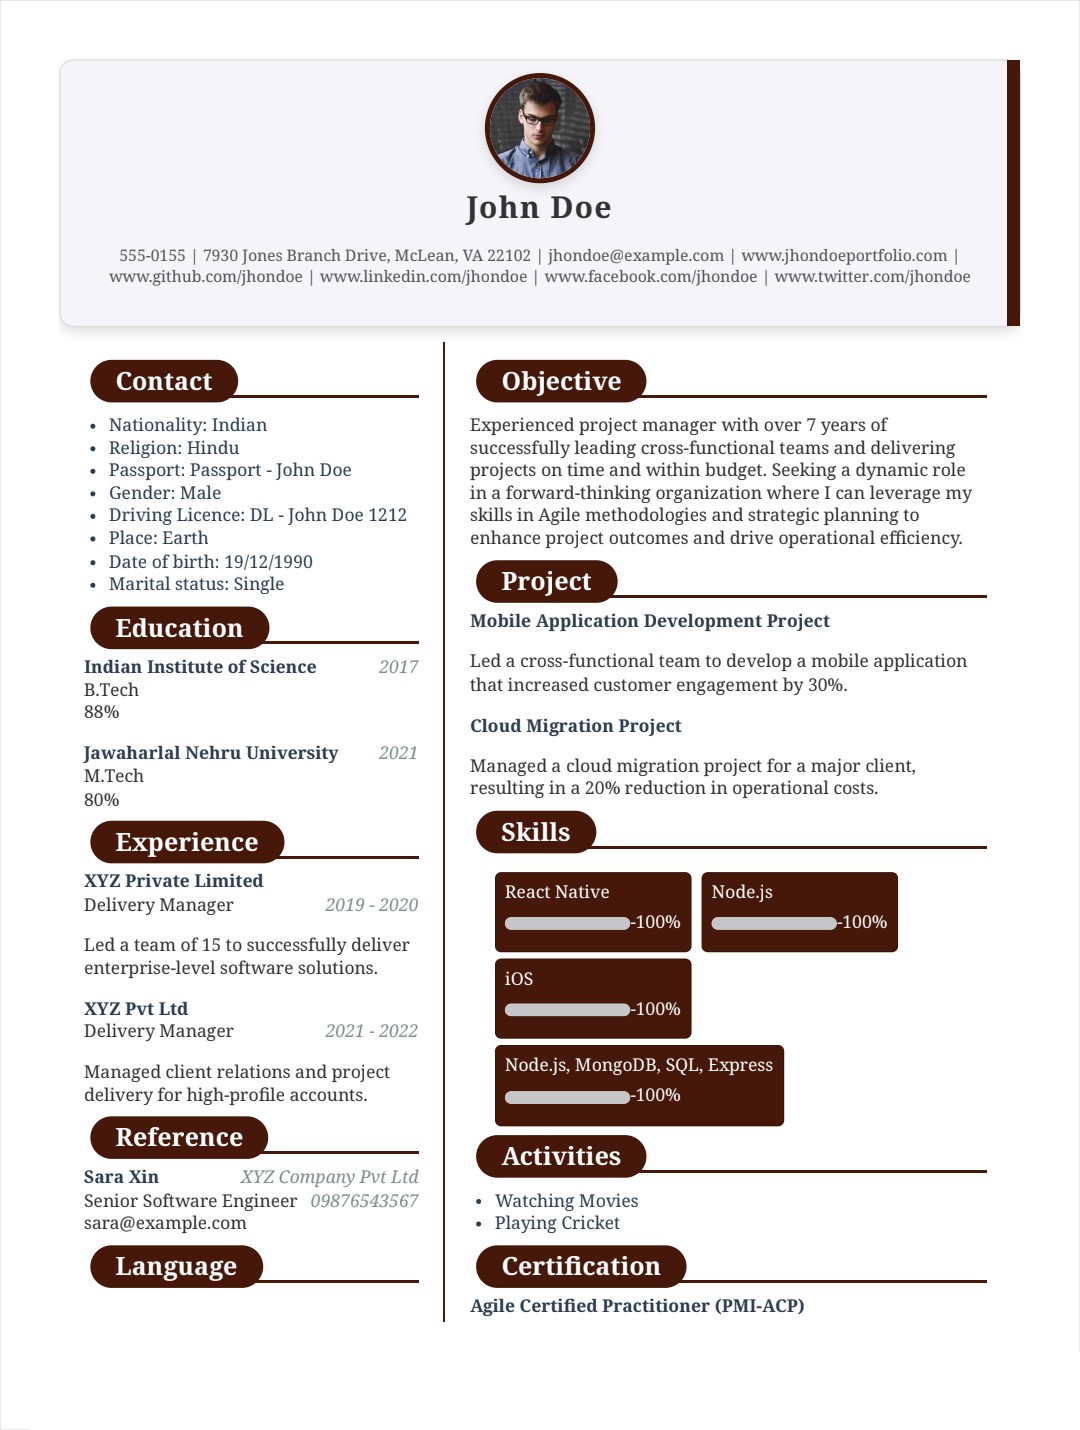 John Doe
555-0155 | 7930 Jones Branch Drive, McLean, VA 22102 | jhondoe@example.com | www.jhondoeportfolio.com |
www.github.com/jhondoe | www.linkedin.com/jhondoe | www.facebook.com/jhondoe | www.twitter.com/jhondoe
Contact
• Nationality: Indian
• Religion: Hindu
• Passport: Passport - John Doe
• Gender: Male
• Driving Licence: DL - John Doe 1212
• Place: Earth
• Date of birth: 19/12/1990
• Marital status: Single
Education
Indian Institute of Science 2017
B.Tech
88%
Jawaharlal Nehru University 2021
M.Tech
80%
Experience
XYZ Private Limited
Delivery Manager 2019 - 2020
Led a team of 15 to successfully deliver
enterprise-level software solutions.
XYZ Pvt Ltd
Delivery Manager 2021 - 2022
Managed client relations and project
delivery for high-profile accounts.
Reference
Sara Xin XYZ Company Pvt Ltd
Senior Software Engineer 09876543567
sara@example.com
Language
Objective
Experienced project manager with over 7 years of
successfully leading cross-functional teams and delivering
projects on time and within budget. Seeking a dynamic role
in a forward-thinking organization where I can leverage my
skills in Agile methodologies and strategic planning to
enhance project outcomes and drive operational efficiency.
Project
Mobile Application Development Project
Led a cross-functional team to develop a mobile application
that increased customer engagement by 30%.
Cloud Migration Project
Managed a cloud migration project for a major client,
resulting in a 20% reduction in operational costs.
Skills
React Native
-100%
Node.js
-100%
iOS
-100%
Node.js, MongoDB, SQL, Express
-100%
Activities
• Watching Movies
• Playing Cricket
Certification
Agile Certified Practitioner (PMI-ACP)